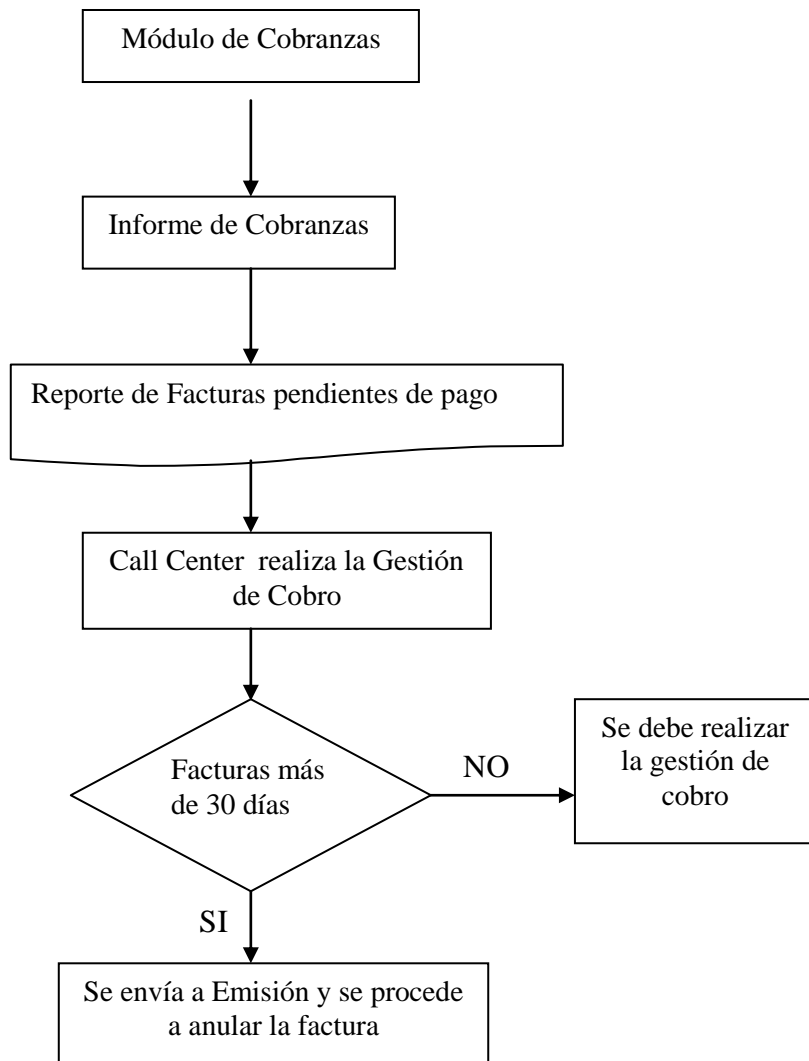 Módulo de Cobranzas
Informe de Cobranzas
Reporte de Facturas pendientes de pago
Call Center realiza la Gestión
de Cobro
Facturas más
de 30 días
NO
Se debe realizar
la gestión de
cobro
SI
Se envía a Emisión y se procede
a anular la factura